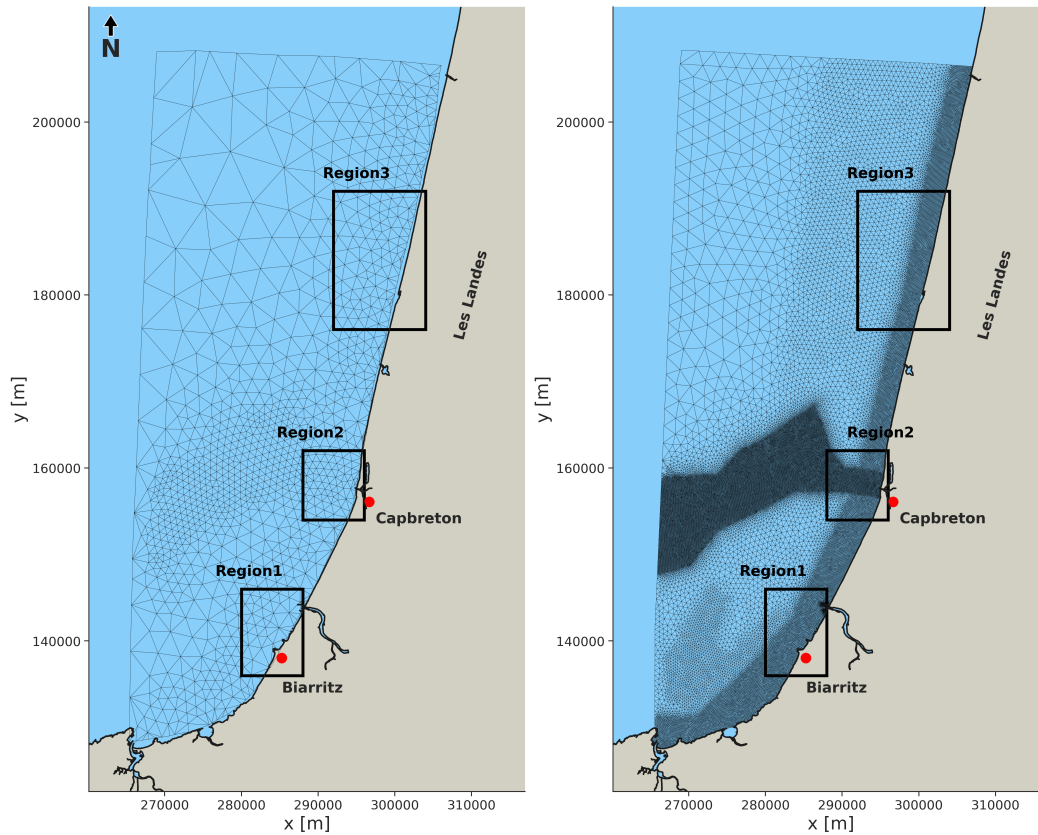 N
200000
180000
160000
140000
y [m]
270000 280000 290000 300000 310000
x [m]
Region3
Les Landes
Region2
Capbreton
Region1
Biarritz
200000
180000
160000
140000
y [m]
270000 280000 290000 300000 310000
x [m]
Region3
Les Landes
Region2
Capbreton
Region1
Biarritz